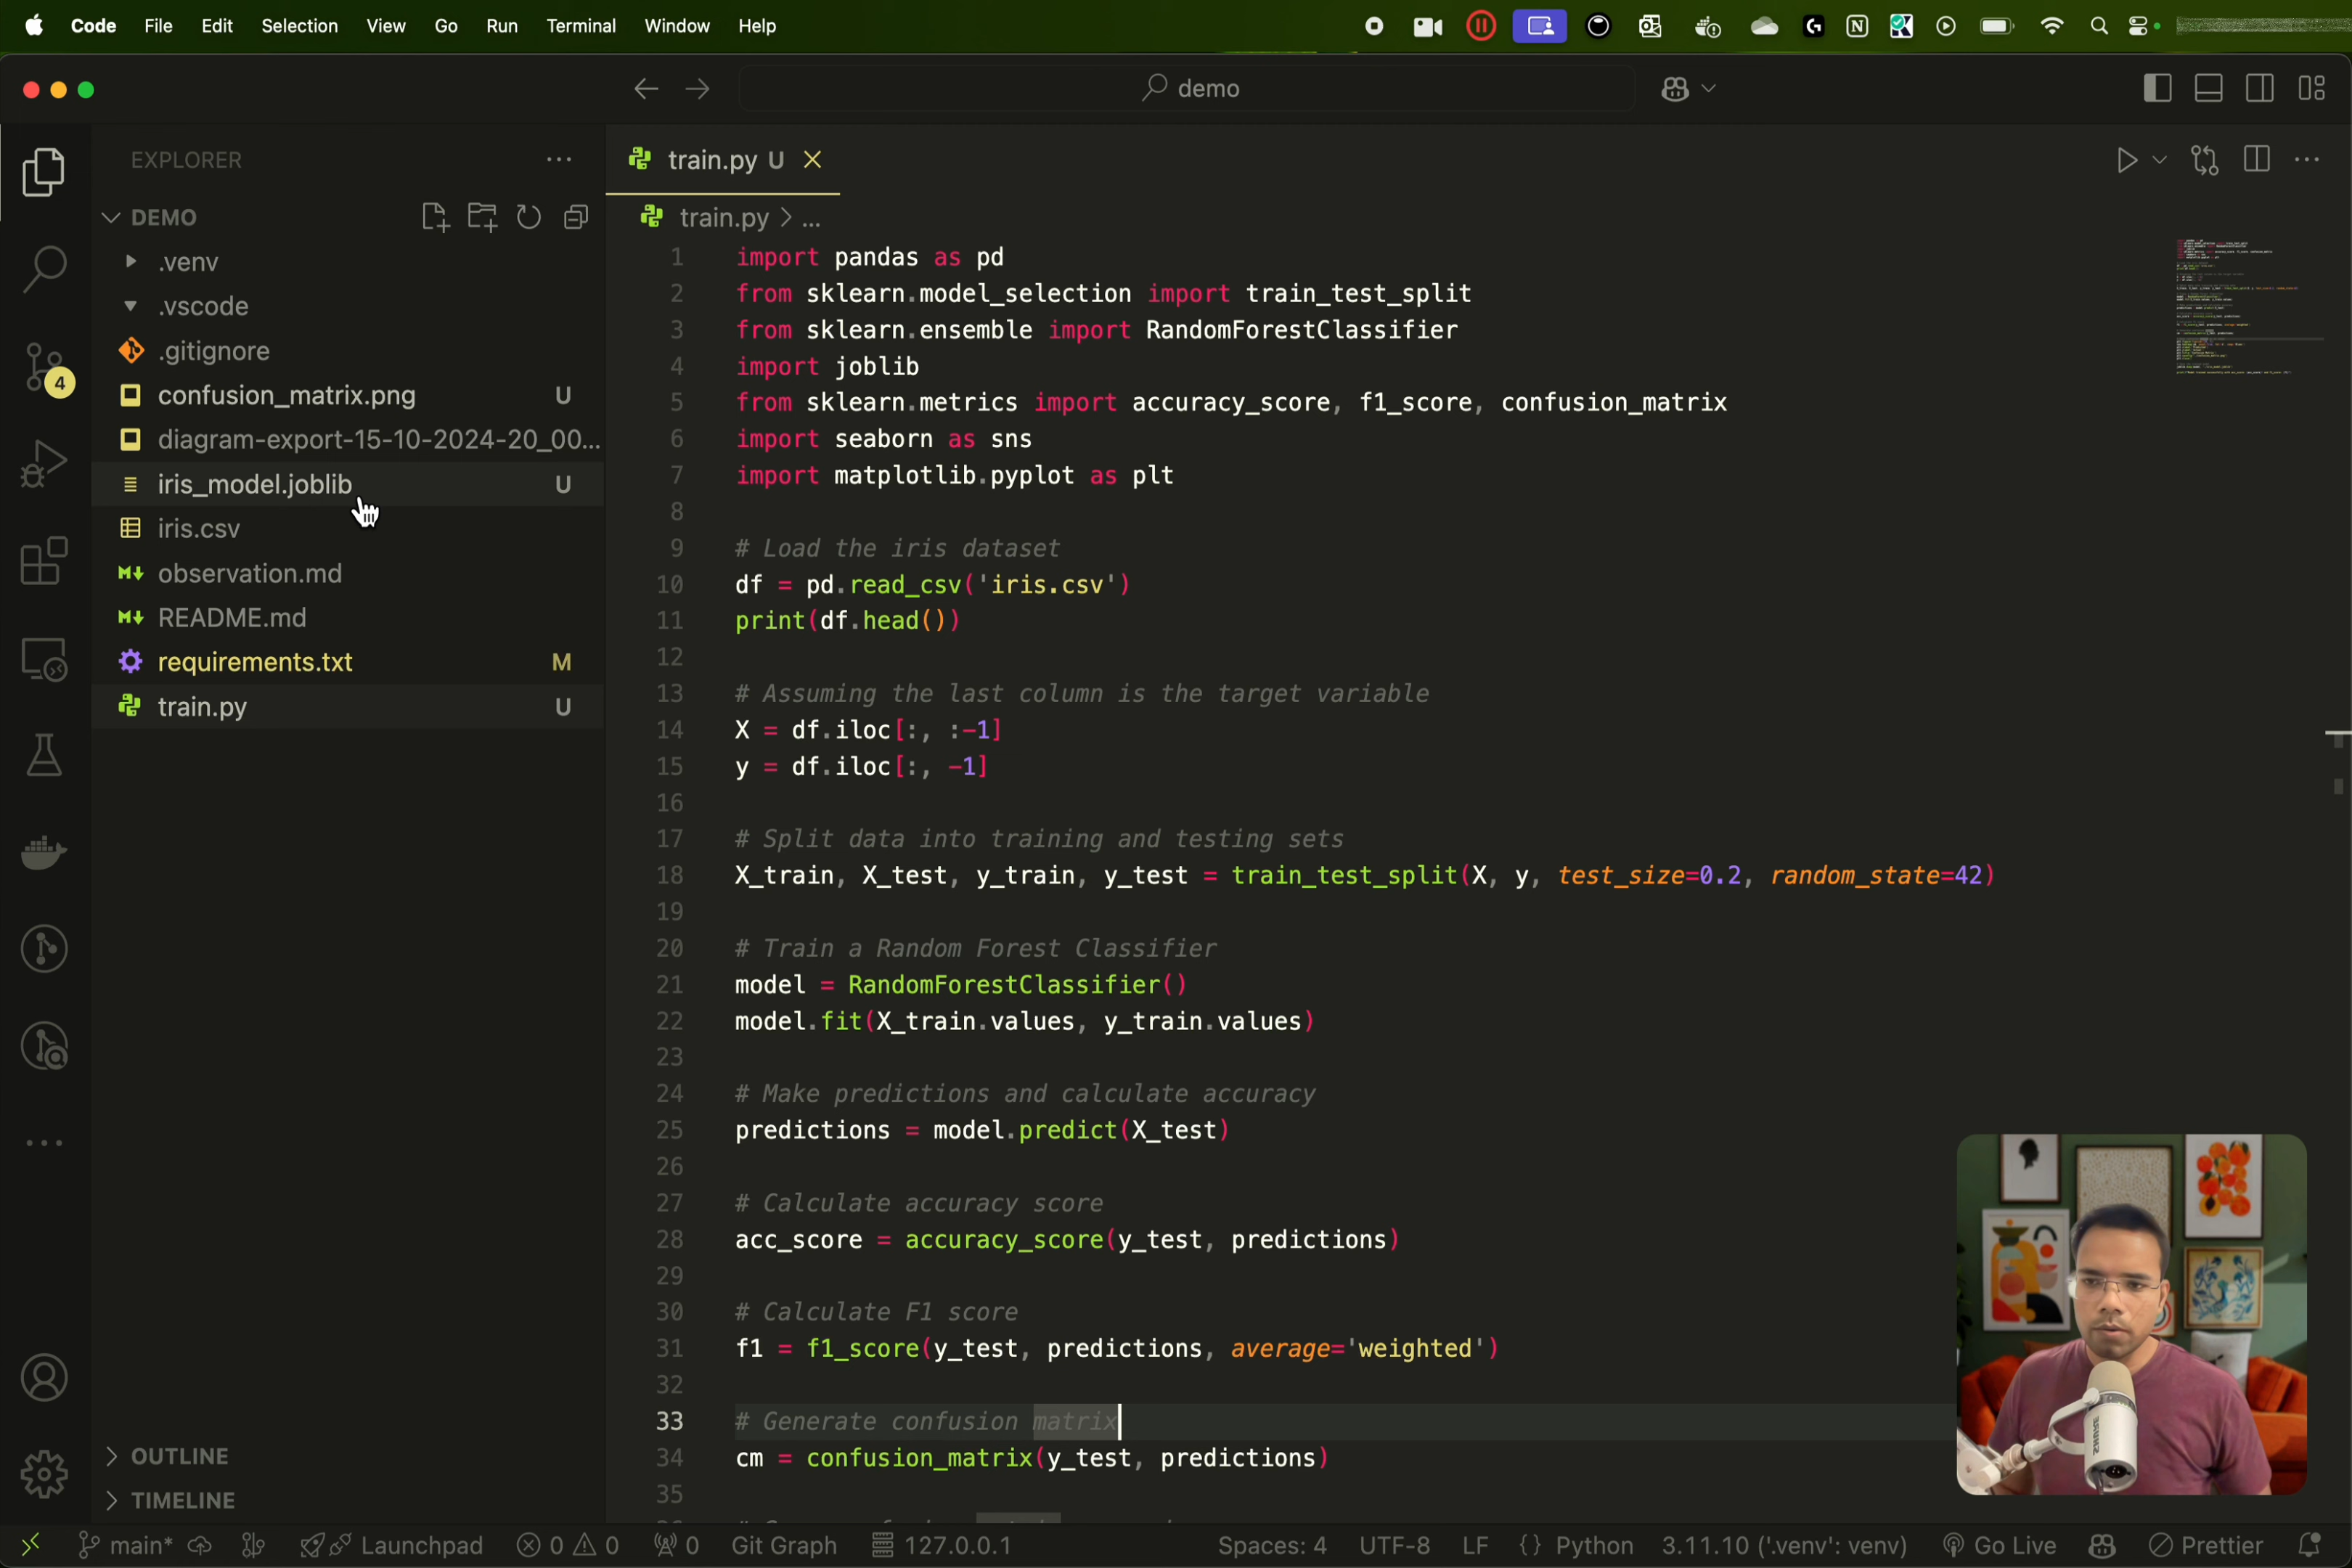 Code File Edit Selection View Go Run Terminal Window Help
demo
EXPLORER
DEMO
.venv
.vscode
.gitignore
confusion_matrix.png U
diagram-export-15-10-2024-20_00...
iris_model.joblib U
iris.csv
observation.md
README.md
requirements.txt M
train.py U
OUTLINE
TIMELINE
4
train.py U
train.py > ...
1 import pandas as pd
2 from sklearn.model_selection import train_test_split
3 from sklearn.ensemble import RandomForestClassifier
4 import joblib
5 from sklearn.metrics import accuracy_score, f1_score, confusion_matrix
6 import seaborn as sns
7 import matplotlib.pyplot as plt
8
9 # Load the iris dataset
10 df = pd.read_csv('iris.csv')
11 print(df.head())
12
13 # Assuming the last column is the target variable
14 X = df.iloc[:, :-1]
15 y = df.iloc[:, -1]
16
17 # Split data into training and testing sets
18 X_train, X_test, y_train, y_test = train_test_split(X, y, test_size=0.2, random_state=42)
19
20 # Train a Random Forest Classifier
21 model = RandomForestClassifier()
22 model.fit(X_train.values, y_train.values)
23
24 # Make predictions and calculate accuracy
25 predictions = model.predict(X_test)
26
27 # Calculate accuracy score
28 acc_score = accuracy_score(y_test, predictions)
29
30 # Calculate F1 score
31 f1 = f1_score(y_test, predictions, average='weighted')
32
33 # Generate confusion matrix
34 cm = confusion_matrix(y_test, predictions)
35
main* Launchpad 0 0 0 Git Graph 127.0.0.1 Spaces: 4 UTF-8 LF {} Python 3.11.10 ('.venv': venv) Go Live Prettier